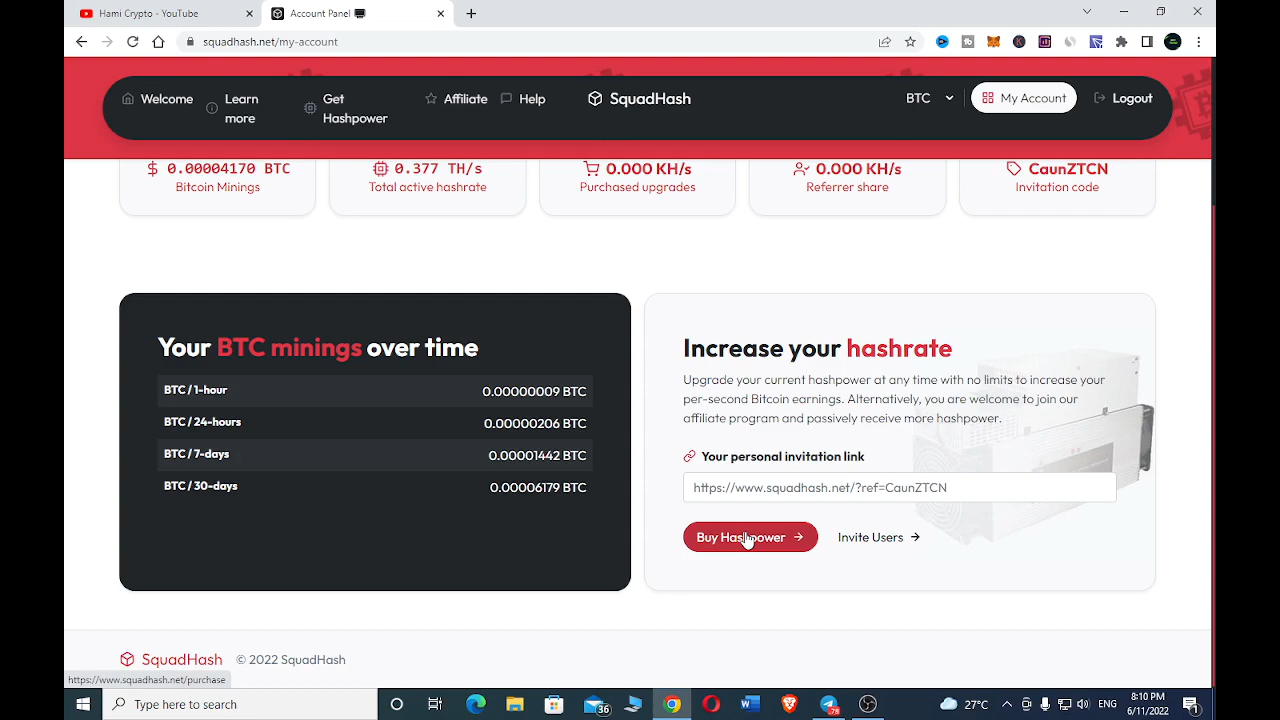 Hami Crypto - YouTube
Account Panel
squadhash.net/my-account
Welcome
Learn more
Get Hashpower
Affiliate
Help
SquadHash
BTC
My Account
Logout
0.00004170 BTC
Bitcoin Minings
0.377 TH/s
Total active hashrate
0.000 KH/s
Purchased upgrades
0.000 KH/s
Referrer share
CaunZTCN
Invitation code
Your BTC minings over time
BTC / 1-hour 0.00000009 BTC
BTC / 24-hours 0.00000206 BTC
BTC / 7-days 0.00001442 BTC
BTC / 30-days 0.00006179 BTC
Increase your hashrate
Upgrade your current hashpower at any time with no limits to increase your
per-second Bitcoin earnings. Alternatively, you are welcome to join our
affiliate program and passively receive more hashpower.
Your personal invitation link
https://www.squadhash.net/?ref=CaunZTCN
Buy Hashpower
Invite Users
SquadHash © 2022 SquadHash
https://www.squadhash.net/purchase
Type here to search
36
78
27°C
ENG
8:10 PM
6/11/2022